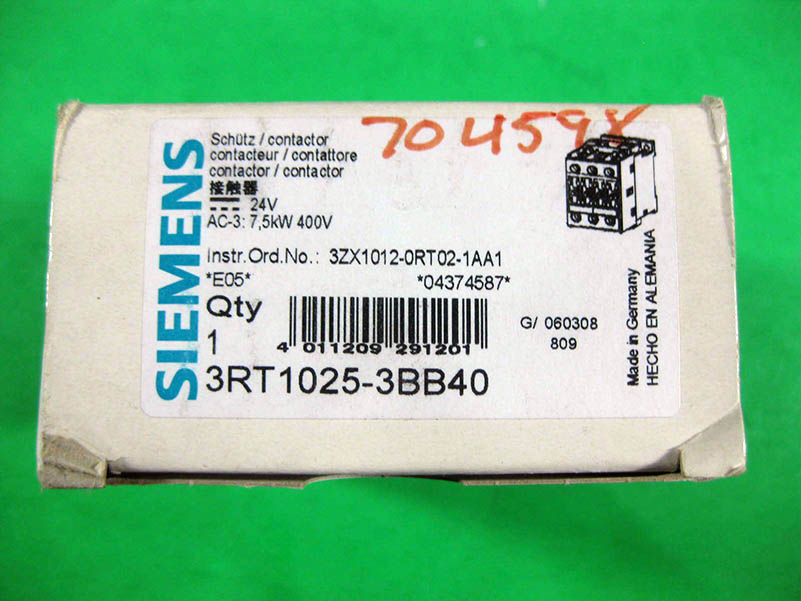 704598
SIEMENS
Schütz / contactor
contacteur / contattore
contactor / contactor
接触器
24V
AC-3: 7,5kW 400V
Instr.Ord.No.: 3ZX1012-0RT02-1AA1
*E05* *04374587*
Qty
1
4 011209 291201
G/ 060308
809
3RT1025-3BB40
Made in Germany
HECHO EN ALEMANIA